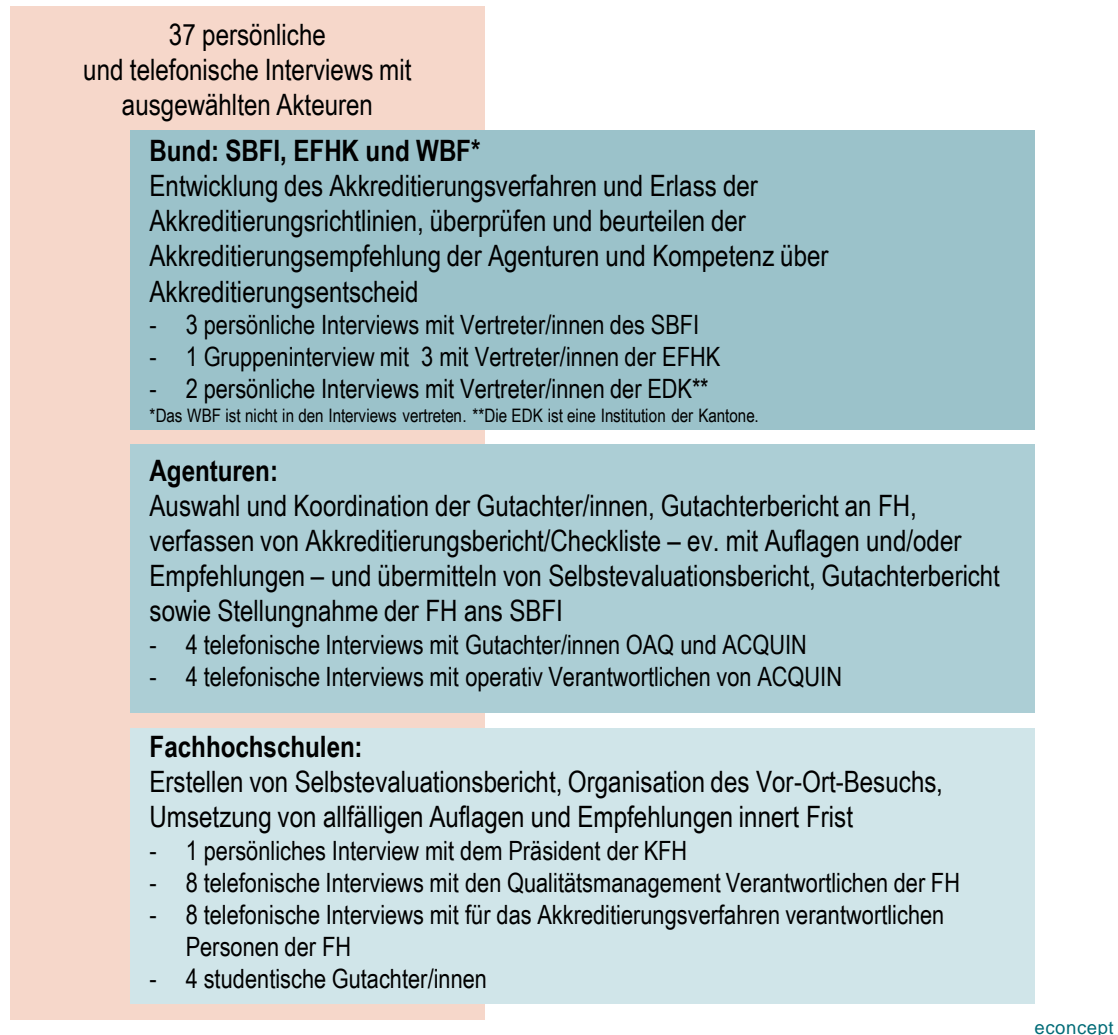 37 persönliche
und telefonische Interviews mit
ausgewählten Akteuren
Bund: SBFI, EFHK und WBF*
Entwicklung des Akkreditierungsverfahren und Erlass der
Akkreditierungsrichtlinien, überprüfen und beurteilen der
Akkreditierungsempfehlung der Agenturen und Kompetenz über
Akkreditierungsentscheid
- 3 persönliche Interviews mit Vertreter/innen des SBFI
- 1 Gruppeninterview mit 3 mit Vertreter/innen der EFHK
- 2 persönliche Interviews mit Vertreter/innen der EDK**
*Das WBF ist nicht in den Interviews vertreten. **Die EDK ist eine Institution der Kantone.
Agenturen:
Auswahl und Koordination der Gutachter/innen, Gutachterbericht an FH,
verfassen von Akkreditierungsbericht/Checkliste – ev. mit Auflagen und/oder
Empfehlungen – und übermitteln von Selbstevaluationsbericht, Gutachterbericht
sowie Stellungnahme der FH ans SBFI
- 4 telefonische Interviews mit Gutachter/innen OAQ und ACQUIN
- 4 telefonische Interviews mit operativ Verantwortlichen von ACQUIN
Fachhochschulen:
Erstellen von Selbstevaluationsbericht, Organisation des Vor-Ort-Besuchs,
Umsetzung von allfälligen Auflagen und Empfehlungen innert Frist
- 1 persönliches Interview mit dem Präsident der KFH
- 8 telefonische Interviews mit den Qualitätsmanagement Verantwortlichen der FH
- 8 telefonische Interviews mit für das Akkreditierungsverfahren verantwortlichen
Personen der FH
- 4 studentische Gutachter/innen
econcept